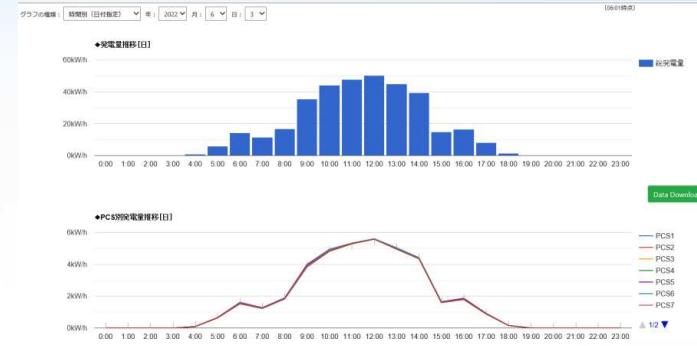 (06:01時点)
グラフの種類： 時間別（日付指定） 年： 2022 月： 6 日： 3
◆発電量推移[日]
60kW/h
40kW/h
20kW/h
0kW/h
0:00 1:00 2:00 3:00 4:00 5:00 6:00 7:00 8:00 9:00 10:00 11:00 12:00 13:00 14:00 15:00 16:00 17:00 18:00 19:00 20:00 21:00 22:00 23:00
総発電量
Data Downloa
◆PCS別発電量推移[日]
6kW/h
4kW/h
2kW/h
0kW/h
0:00 1:00 2:00 3:00 4:00 5:00 6:00 7:00 8:00 9:00 10:00 11:00 12:00 13:00 14:00 15:00 16:00 17:00 18:00 19:00 20:00 21:00 22:00 23:00
PCS1
PCS2
PCS3
PCS4
PCS5
PCS6
PCS7
▲ 1/2 ▼